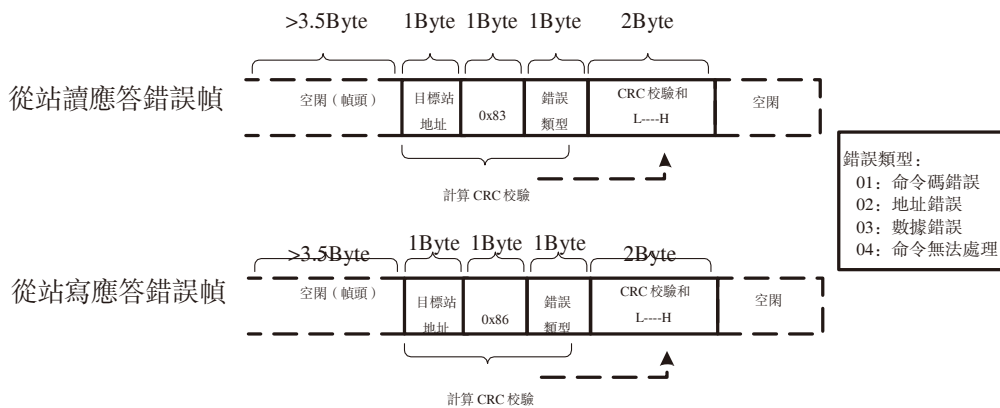 >3.5Byte 1Byte 1Byte 1Byte 2Byte
從站讀應答錯誤幀
空閑（幀頭）
目標站
地址
0x83
錯誤
類型
CRC 校驗和
L----H
空閑
計算 CRC 校驗
錯誤類型：
01：命令碼錯誤
02：地址錯誤
03：數據錯誤
04：命令無法處理
>3.5Byte 1Byte 1Byte 1Byte 2Byte
從站寫應答錯誤幀
空閑（幀頭）
目標站
地址
0x86
錯誤
類型
CRC 校驗和
L----H
空閑
計算 CRC 校驗